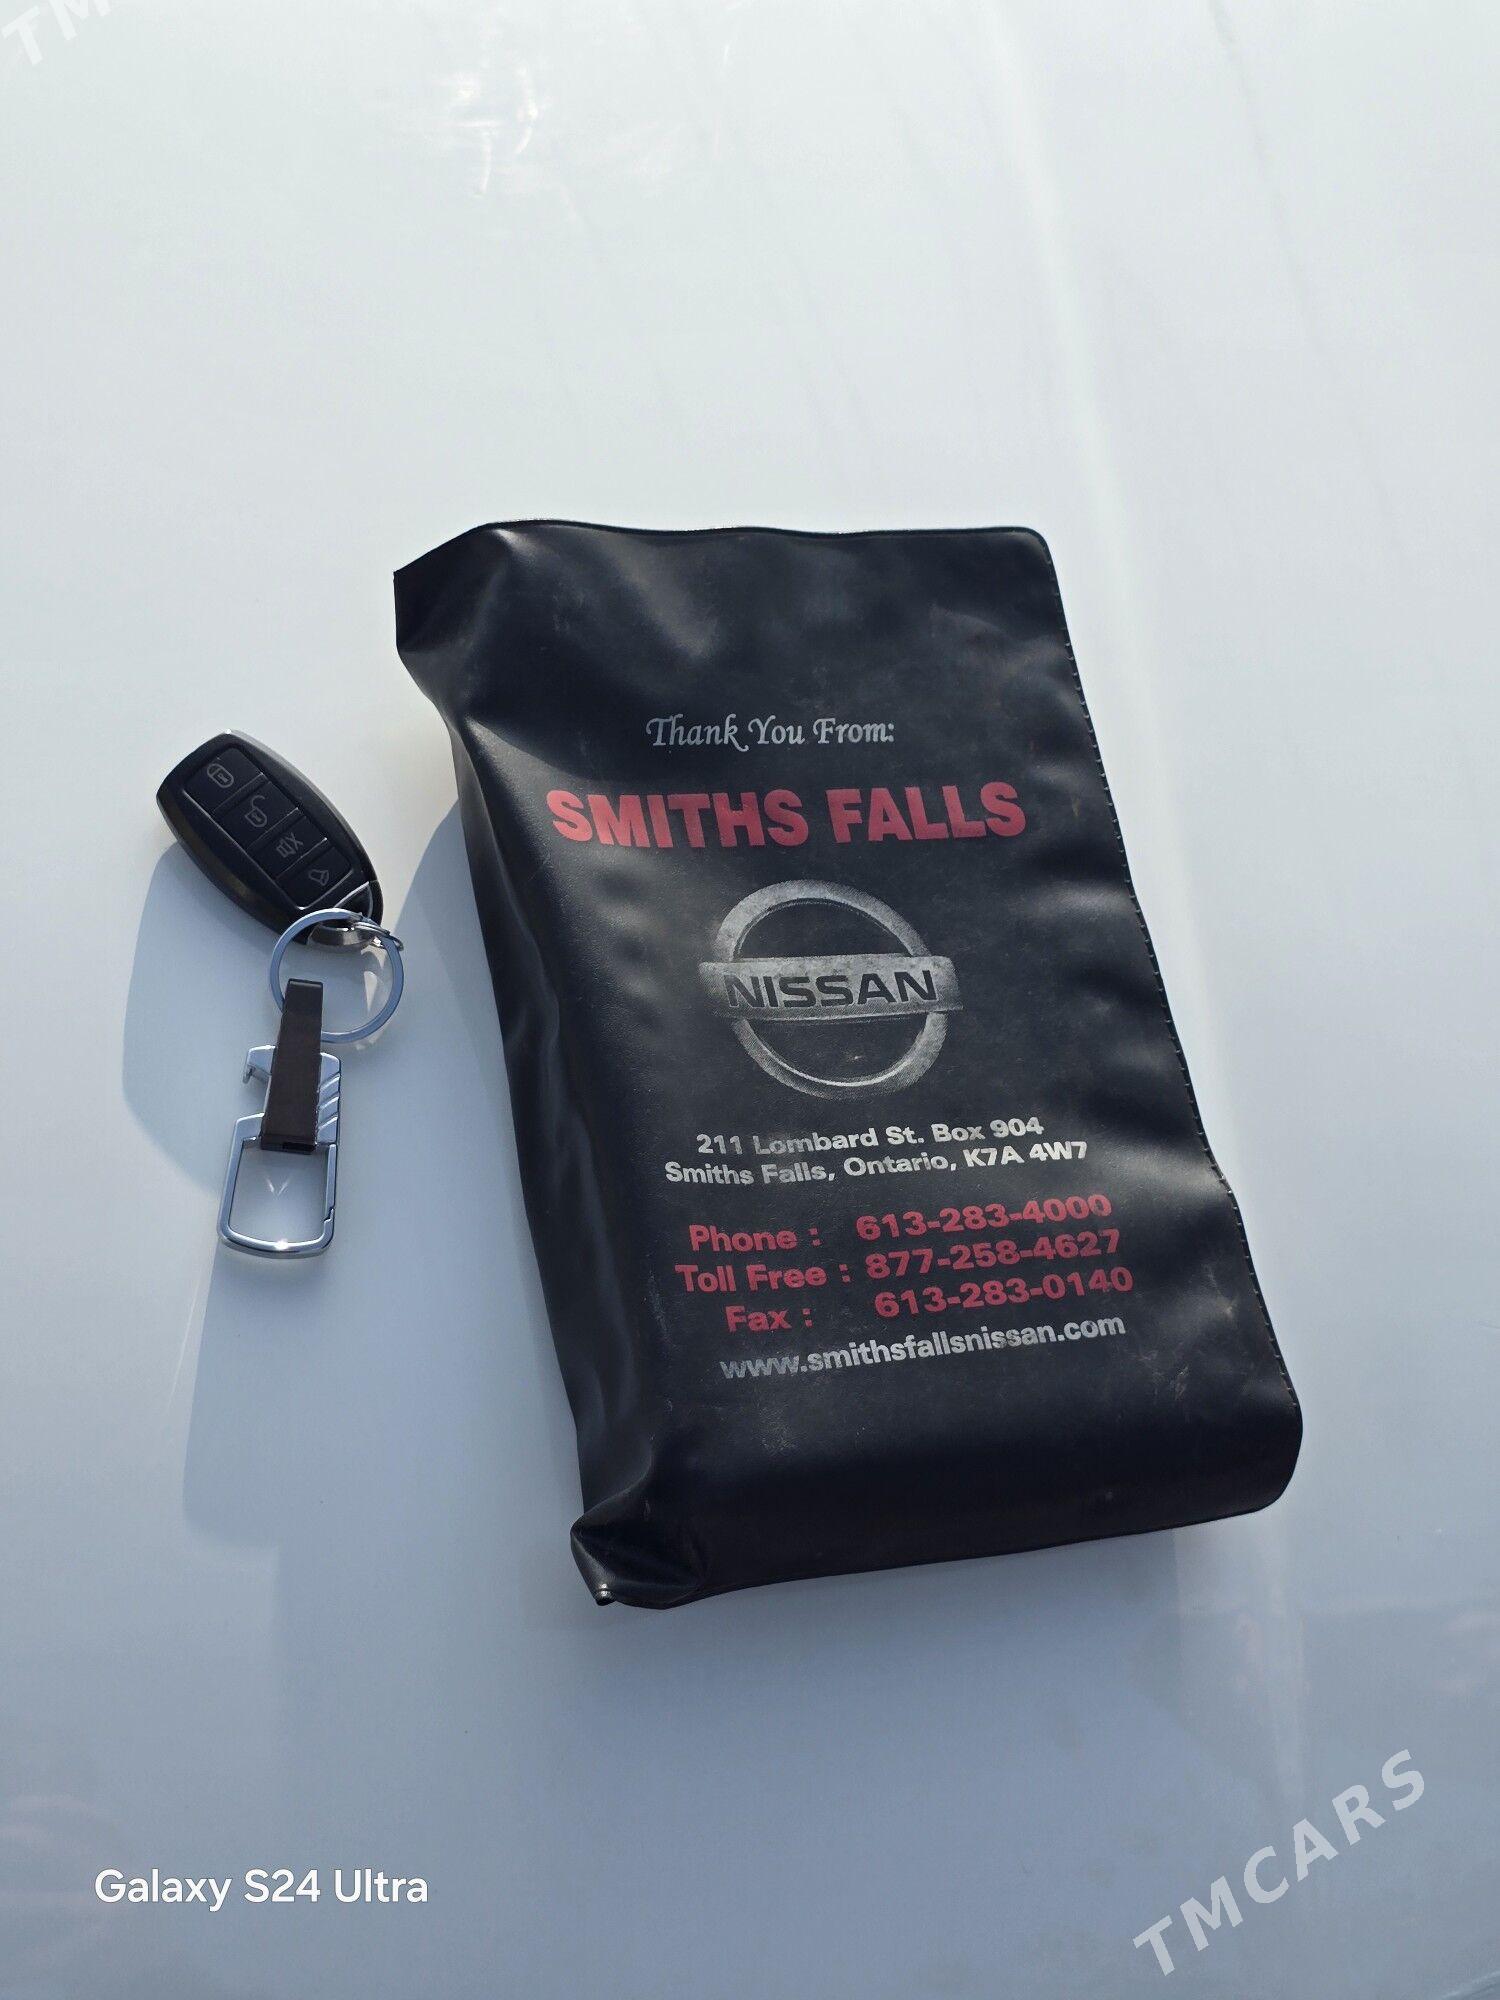 TM
Thank You From:
SMITHS FALLS
NISSAN
211 Lombard St. Box 904
Smiths Falls, Ontario, K7A 4W7
Phone : 613-283-4000
Toll Free : 877-258-4627
Fax : 613-283-0140
www.smithsfallsnissan.com
Galaxy S24 Ultra
TMCARS